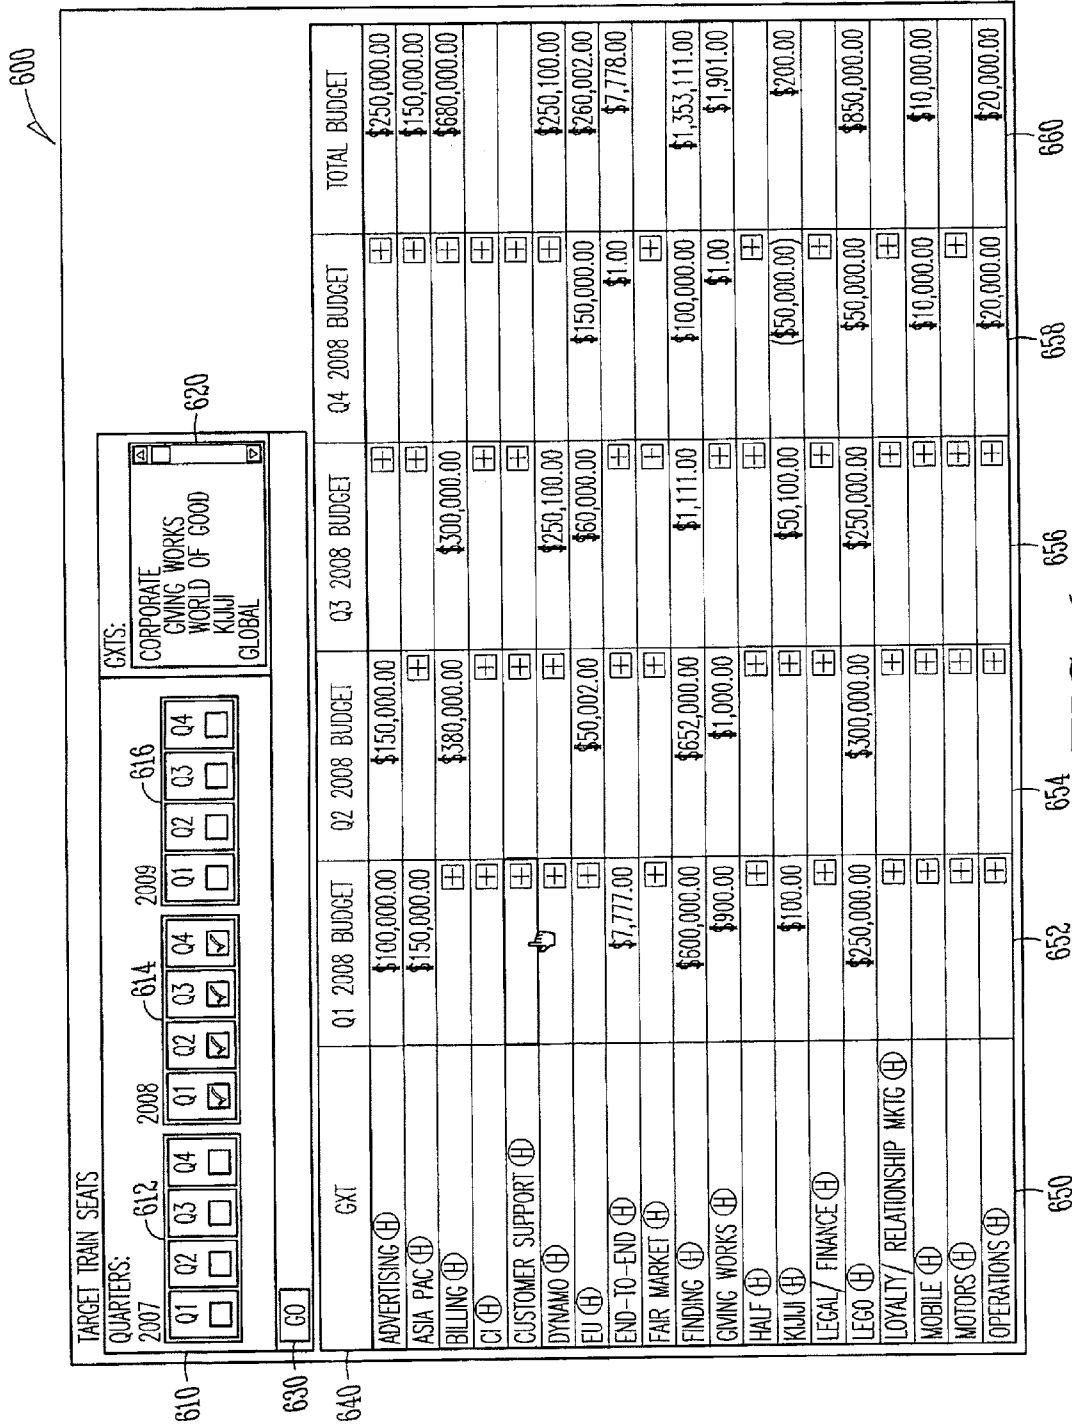 600
TARGET TRAIN SEATS
QUARTERS:
2007 612 2008 614 2009 616
Q1 Q2 Q3 Q4 Q1 Q2 Q3 Q4 Q1 Q2 Q3 Q4
610
GXTS:
CORPORATE
GIVING WORKS
WORLD OF GOOD
KIJIJI
GLOBAL
620
GO
630
640
GXT Q1 2008 BUDGET Q2 2008 BUDGET Q3 2008 BUDGET Q4 2008 BUDGET TOTAL BUDGET
ADVERTISING H $100,000.00 $150,000.00 + + $250,000.00
ASIA PAC H $150,000.00 + + + $150,000.00
BILLING H + $380,000.00 $300,000.00 + $680,000.00
CI H + + + +
CUSTOMER SUPPORT H + + + +
DYNAMO H + + $250,100.00 + $250,100.00
EU H + $50,002.00 $60,000.00 $150,000.00 $260,002.00
END-TO-END H $7,777.00 + + $1.00 $7,778.00
FAIR MARKET H + + + +
FINDING H $600,000.00 $652,000.00 $1,111.00 $100,000.00 $1,353,111.00
GIVING WORKS H $900.00 $1,000.00 + $1.00 $1,901.00
HALF H + + + +
KIJIJI H $100.00 + $50,100.00 ($50,000.00) $200.00
LEGAL/ FINANCE H + + + +
LEGO H $250,000.00 $300,000.00 $250,000.00 $50,000.00 $850,000.00
LOYALTY/ RELATIONSHIP MKTG H + + + +
MOBILE H + + + $10,000.00 $10,000.00
MOTORS H + + + +
OPERATIONS H + + + $20,000.00 $20,000.00
650 652 654 656 658 660